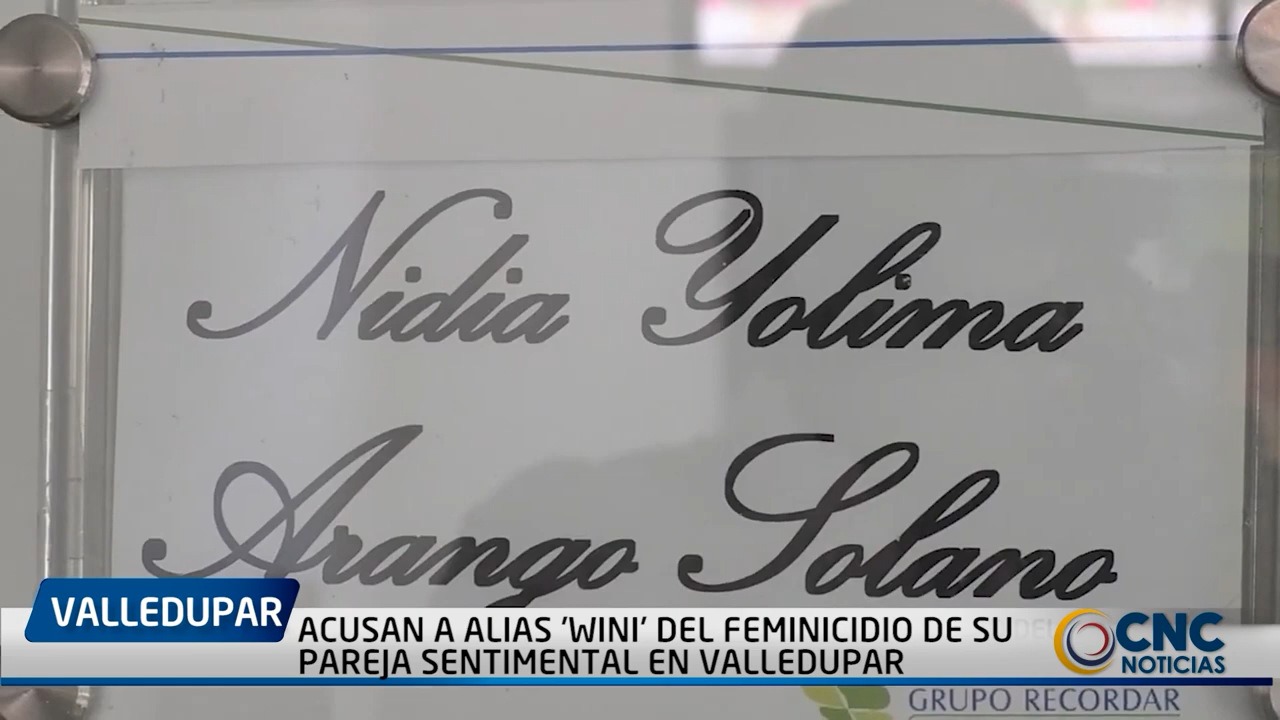 Nidia Yolima
Arango Solano
VALLEDUPAR
ACUSAN A ALIAS 'WINI' DEL FEMINICIDIO DE SU
PAREJA SENTIMENTAL EN VALLEDUPAR
CNC
NOTICIAS
GRUPO RECORDAR